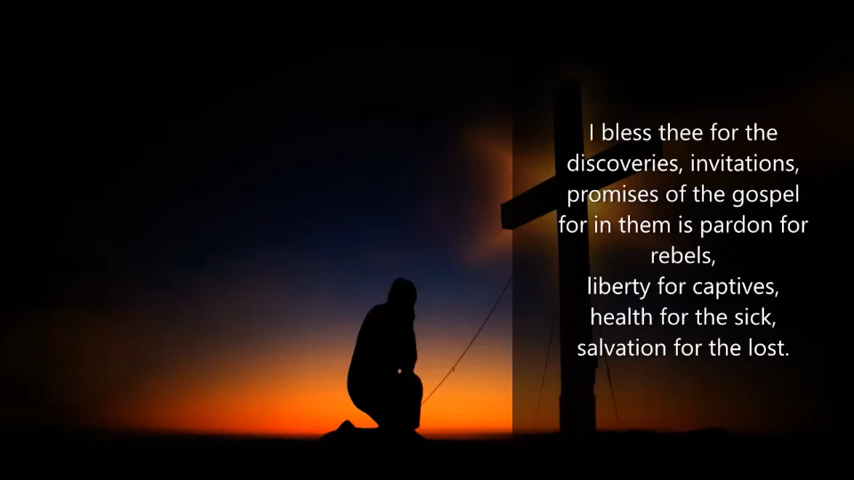 I bless thee for the
discoveries, invitations,
promises of the gospel
for in them is pardon for
rebels,
liberty for captives,
health for the sick,
salvation for the lost.